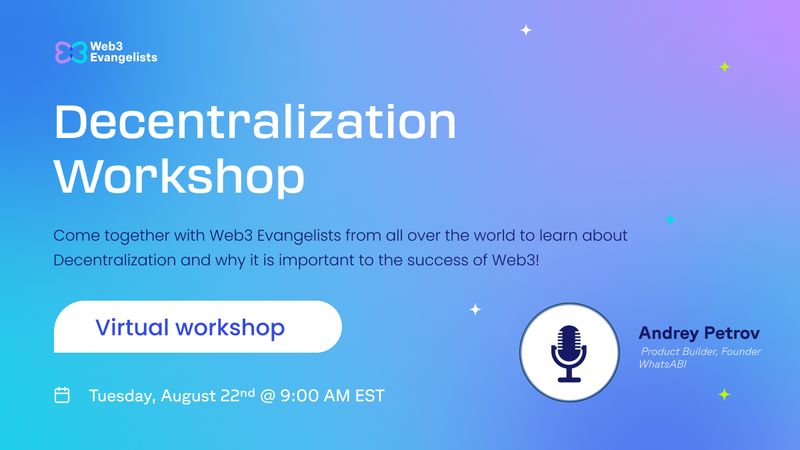 Web3
Evangelists
Decentralization
Workshop
Come together with Web3 Evangelists from all over the world to learn about
Decentralization and why it is important to the success of Web3!
Virtual workshop
Tuesday, August 22nd @ 9:00 AM EST
Andrey Petrov
Product Builder, Founder
WhatsABI